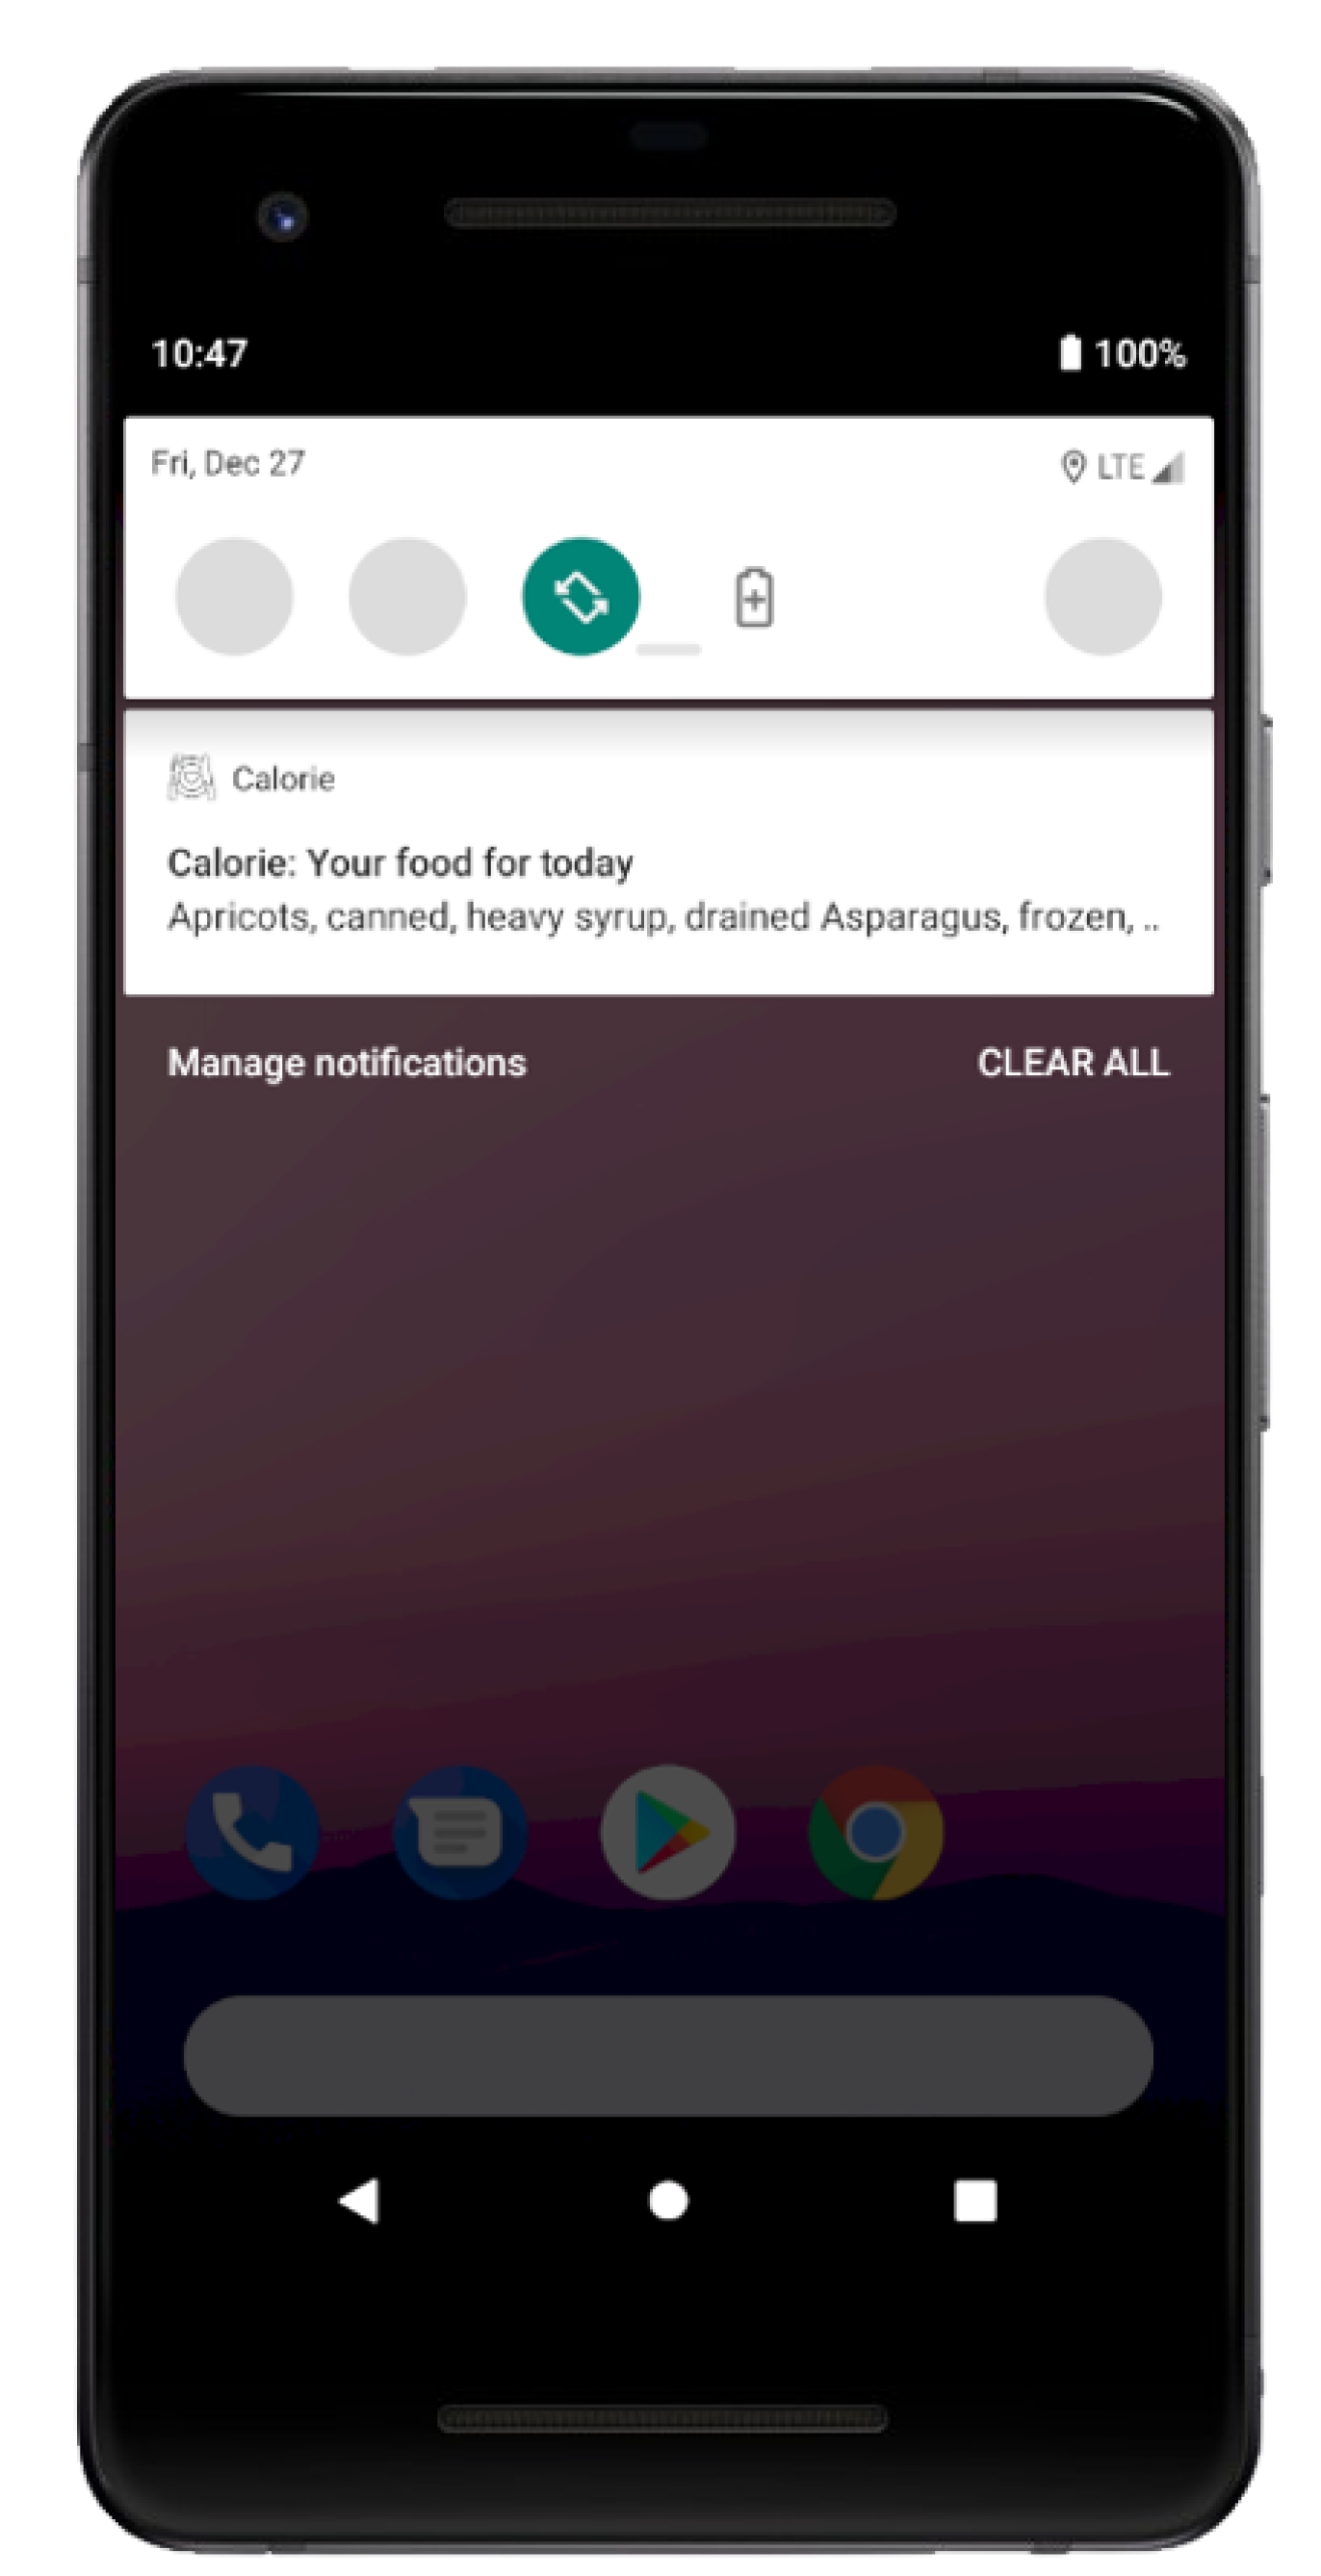 10:47 100%
Fri, Dec 27 LTE
Calorie
Calorie: Your food for today
Apricots, canned, heavy syrup, drained Asparagus, frozen, ..
Manage notifications CLEAR ALL